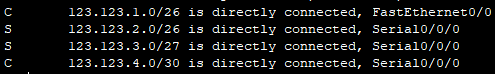 C 123.123.1.0/26 is directly connected, FastEthernet0/0
S 123.123.2.0/26 is directly connected, Serial0/0/0
S 123.123.3.0/27 is directly connected, Serial0/0/0
C 123.123.4.0/30 is directly connected, Serial0/0/0